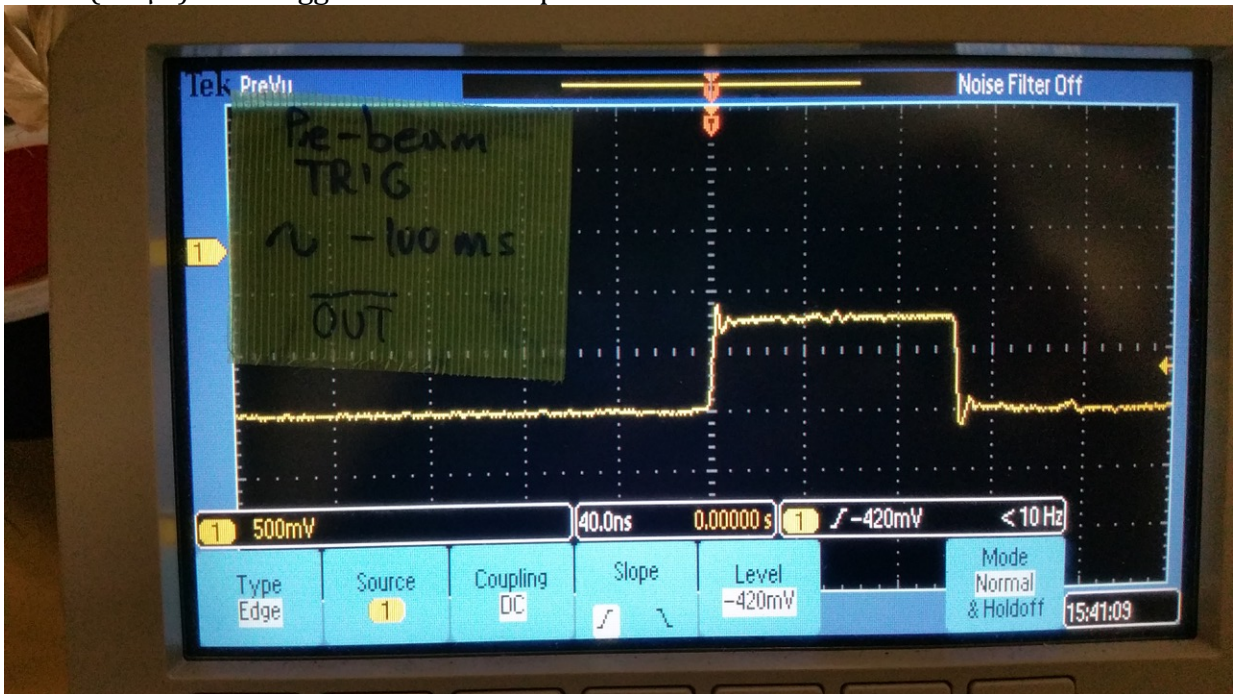 Tek PreVu
Noise Filter Off
Pre-beam
TRIG
~ -100 ms
OUT
1
1 500mV
40.0ns 0.00000 s
1 -420mV <10 Hz
Type
Edge
Source
1
Coupling
DC
Slope
Level
-420mV
Mode
Normal
& Holdoff
15:41:09